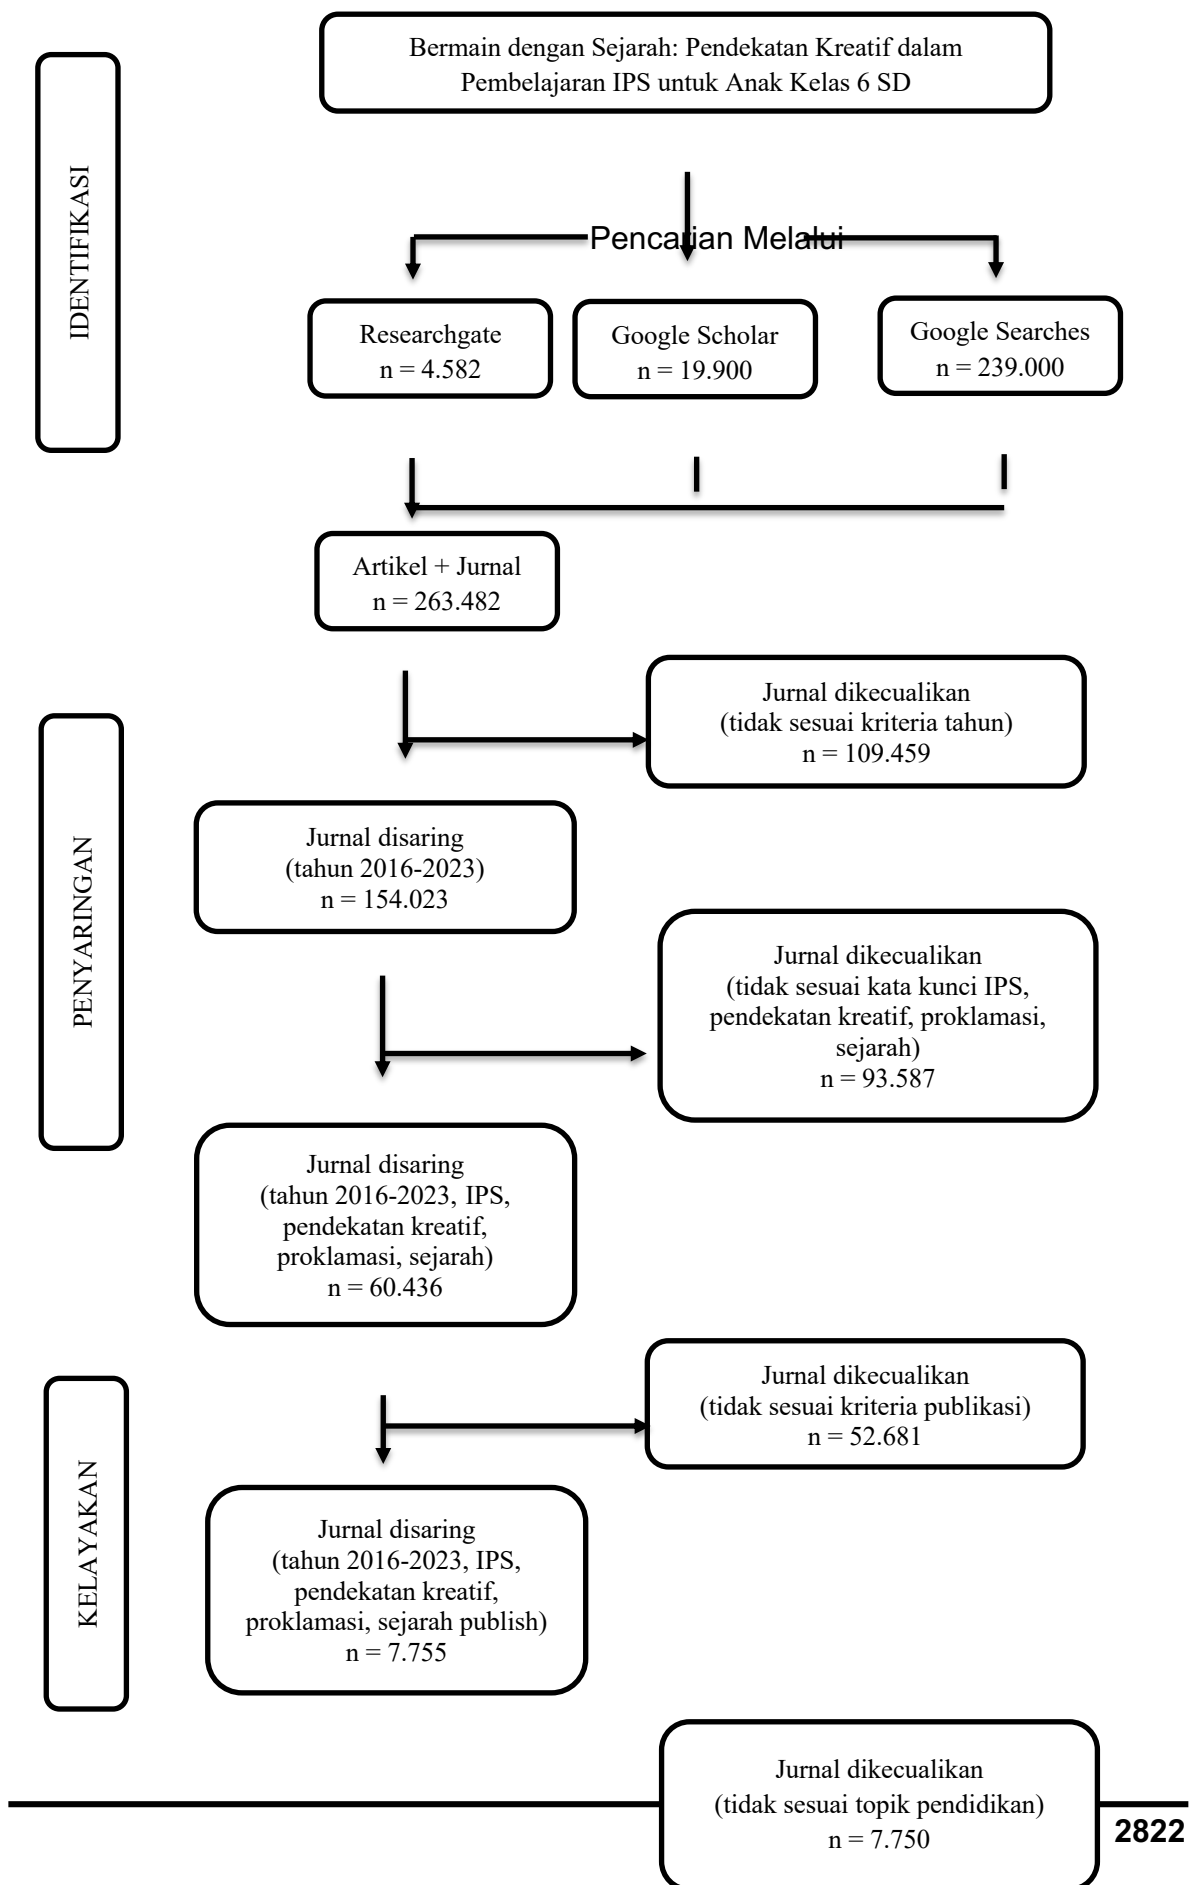 Bermain dengan Sejarah: Pendekatan Kreatif dalam
Pembelajaran IPS untuk Anak Kelas 6 SD
IDENTIFIKASI
Pencarian Melalui
Researchgate
n = 4.582
Google Scholar
n = 19.900
Google Searches
n = 239.000
Artikel + Jurnal
n = 263.482
PENYARINGAN
Jurnal dikecualikan
(tidak sesuai kriteria tahun)
n = 109.459
Jurnal disaring
(tahun 2016-2023)
n = 154.023
Jurnal dikecualikan
(tidak sesuai kata kunci IPS,
pendekatan kreatif, proklamasi,
sejarah)
n = 93.587
Jurnal disaring
(tahun 2016-2023, IPS,
pendekatan kreatif,
proklamasi, sejarah)
n = 60.436
KELAYAKAN
Jurnal dikecualikan
(tidak sesuai kriteria publikasi)
n = 52.681
Jurnal disaring
(tahun 2016-2023, IPS,
pendekatan kreatif,
proklamasi, sejarah publish)
n = 7.755
Jurnal dikecualikan
(tidak sesuai topik pendidikan)
n = 7.750
2822